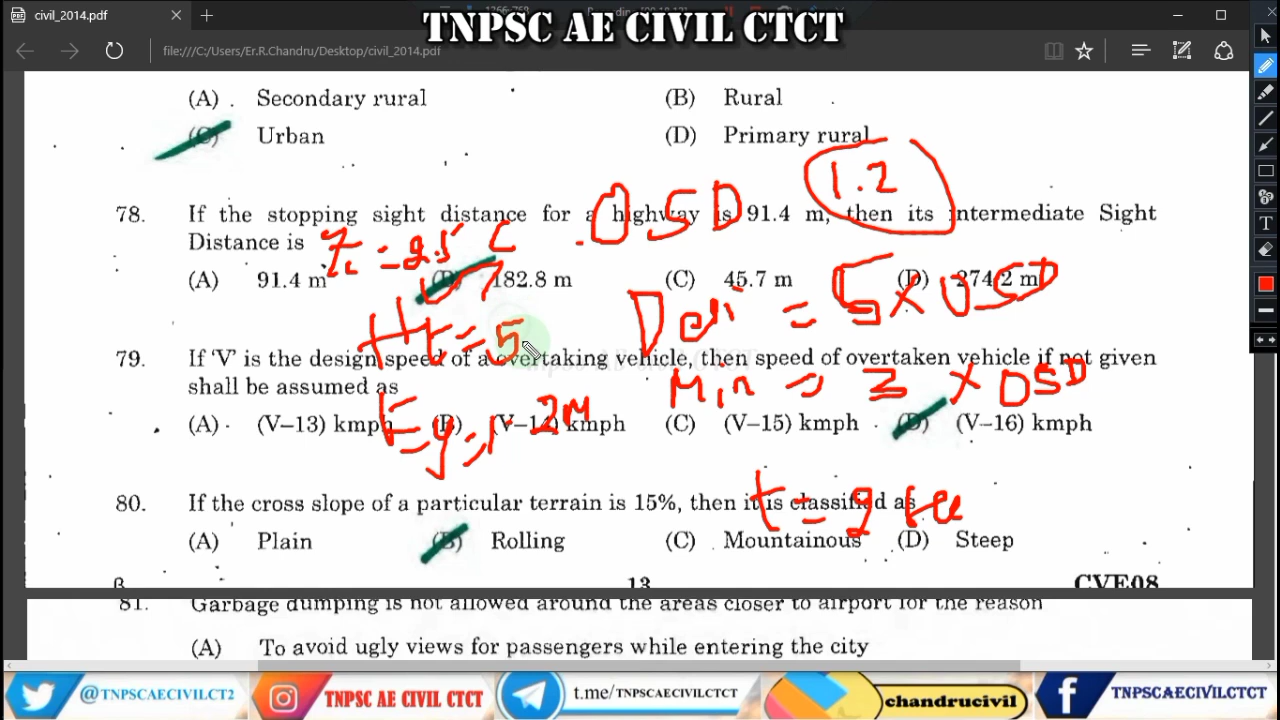 civil_2014.pdf
TNPSC AE CIVIL CTCT
file:///C:/Users/Er.R.Chandru/Desktop/civil_2014.pdf
(A) Secondary rural (B) Rural
(C) Urban (D) Primary rural
1.2
78. If the stopping sight distance for a highway is 91.4 m, then its intermediate Sight
OSD
Distance is
(A) 91.4 m (B) 182.8 m (C) 45.7 m (D) 274.2 m
= 5 × OSD
Ht = 5
79. If 'V' is the design speed of a overtaking vehicle, then speed of overtaken vehicle if not given
shall be assumed as
Min = 3 × OSD
(A) (V–13) kmph (B) (V–14) kmph (C) (V–15) kmph (D) (V–16) kmph
80. If the cross slope of a particular terrain is 15%, then it is classified as
(A) Plain (B) Rolling (C) Mountainous (D) Steep
13 CVE08
81. Garbage dumping is not allowed around the areas closer to airport for the reason
(A) To avoid ugly views for passengers while entering the city
@TNPSCAECIVILCT2 TNPSC AE CIVIL CTCT t.me/TNPSCAECIVILCTCT chandrucivil TNPSCAECIVILCTCT